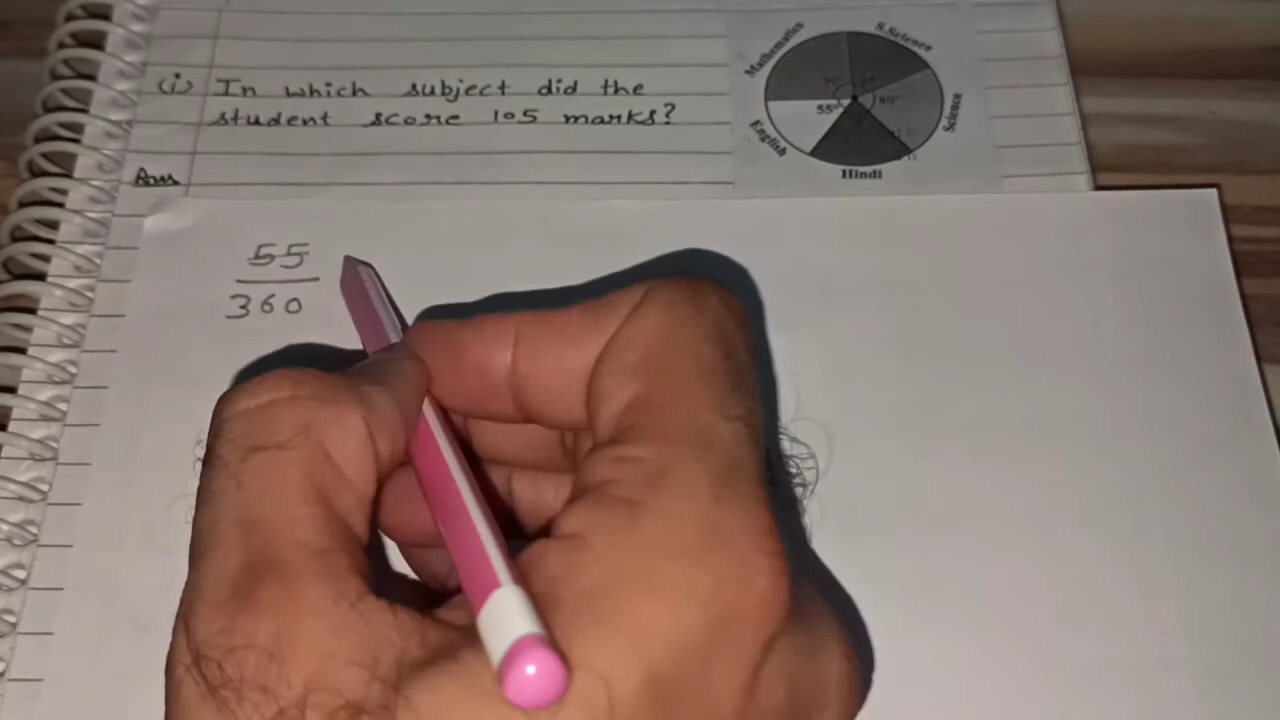 (i) In which subject did the
student score 105 marks?
Ans
Mathematics
S.Science
Science
Hindi
English
55°
80°
55
360